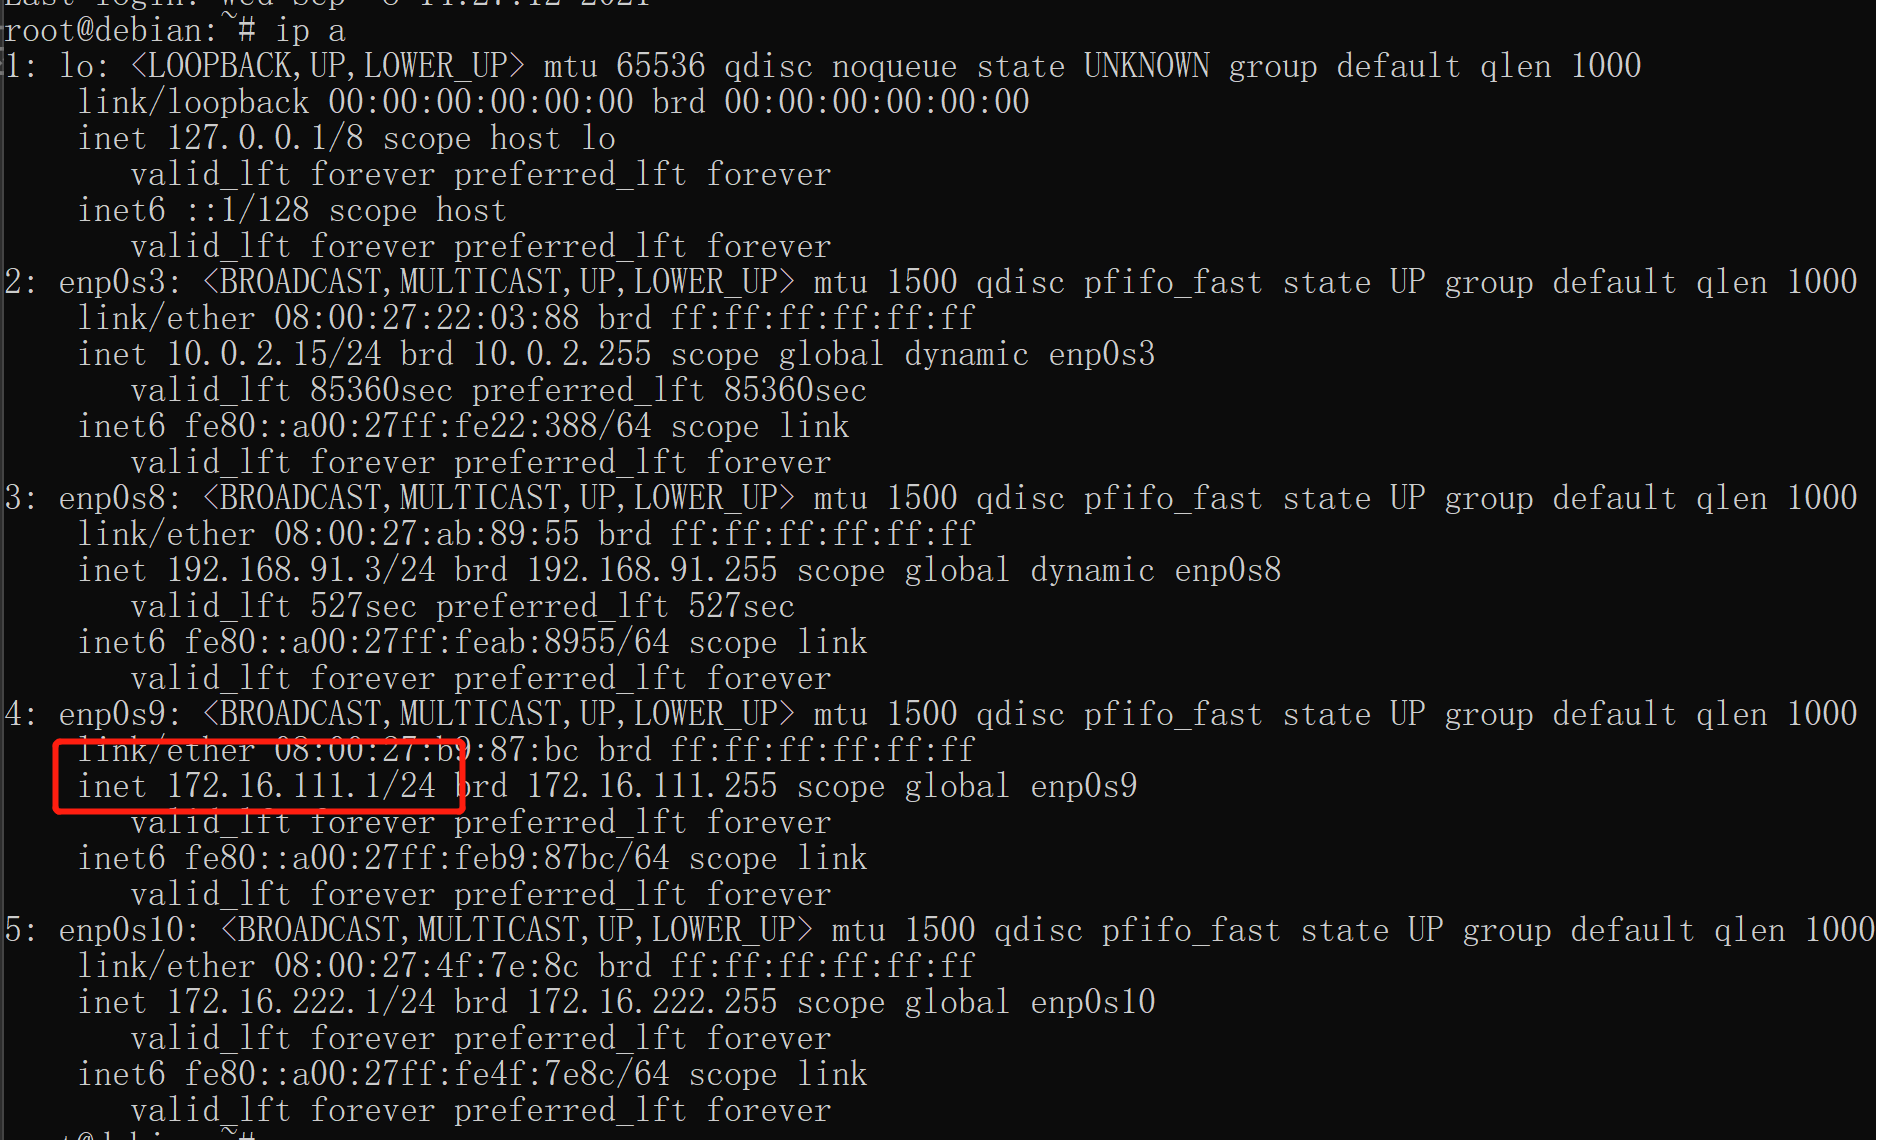 Last login: Wed Sep 8 14:27:12 2021
root@debian:~# ip a
1: lo: <LOOPBACK,UP,LOWER_UP> mtu 65536 qdisc noqueue state UNKNOWN group default qlen 1000
    link/loopback 00:00:00:00:00:00 brd 00:00:00:00:00:00
    inet 127.0.0.1/8 scope host lo
       valid_lft forever preferred_lft forever
    inet6 ::1/128 scope host
       valid_lft forever preferred_lft forever
2: enp0s3: <BROADCAST,MULTICAST,UP,LOWER_UP> mtu 1500 qdisc pfifo_fast state UP group default qlen 1000
    link/ether 08:00:27:22:03:88 brd ff:ff:ff:ff:ff:ff
    inet 10.0.2.15/24 brd 10.0.2.255 scope global dynamic enp0s3
       valid_lft 85360sec preferred_lft 85360sec
    inet6 fe80::a00:27ff:fe22:388/64 scope link
       valid_lft forever preferred_lft forever
3: enp0s8: <BROADCAST,MULTICAST,UP,LOWER_UP> mtu 1500 qdisc pfifo_fast state UP group default qlen 1000
    link/ether 08:00:27:ab:89:55 brd ff:ff:ff:ff:ff:ff
    inet 192.168.91.3/24 brd 192.168.91.255 scope global dynamic enp0s8
       valid_lft 527sec preferred_lft 527sec
    inet6 fe80::a00:27ff:feab:8955/64 scope link
       valid_lft forever preferred_lft forever
4: enp0s9: <BROADCAST,MULTICAST,UP,LOWER_UP> mtu 1500 qdisc pfifo_fast state UP group default qlen 1000
    link/ether 08:00:27:b9:87:bc brd ff:ff:ff:ff:ff:ff
    inet 172.16.111.1/24 brd 172.16.111.255 scope global enp0s9
       valid_lft forever preferred_lft forever
    inet6 fe80::a00:27ff:feb9:87bc/64 scope link
       valid_lft forever preferred_lft forever
5: enp0s10: <BROADCAST,MULTICAST,UP,LOWER_UP> mtu 1500 qdisc pfifo_fast state UP group default qlen 1000
    link/ether 08:00:27:4f:7e:8c brd ff:ff:ff:ff:ff:ff
    inet 172.16.222.1/24 brd 172.16.222.255 scope global enp0s10
       valid_lft forever preferred_lft forever
    inet6 fe80::a00:27ff:fe4f:7e8c/64 scope link
       valid_lft forever preferred_lft forever
root@debian:~#